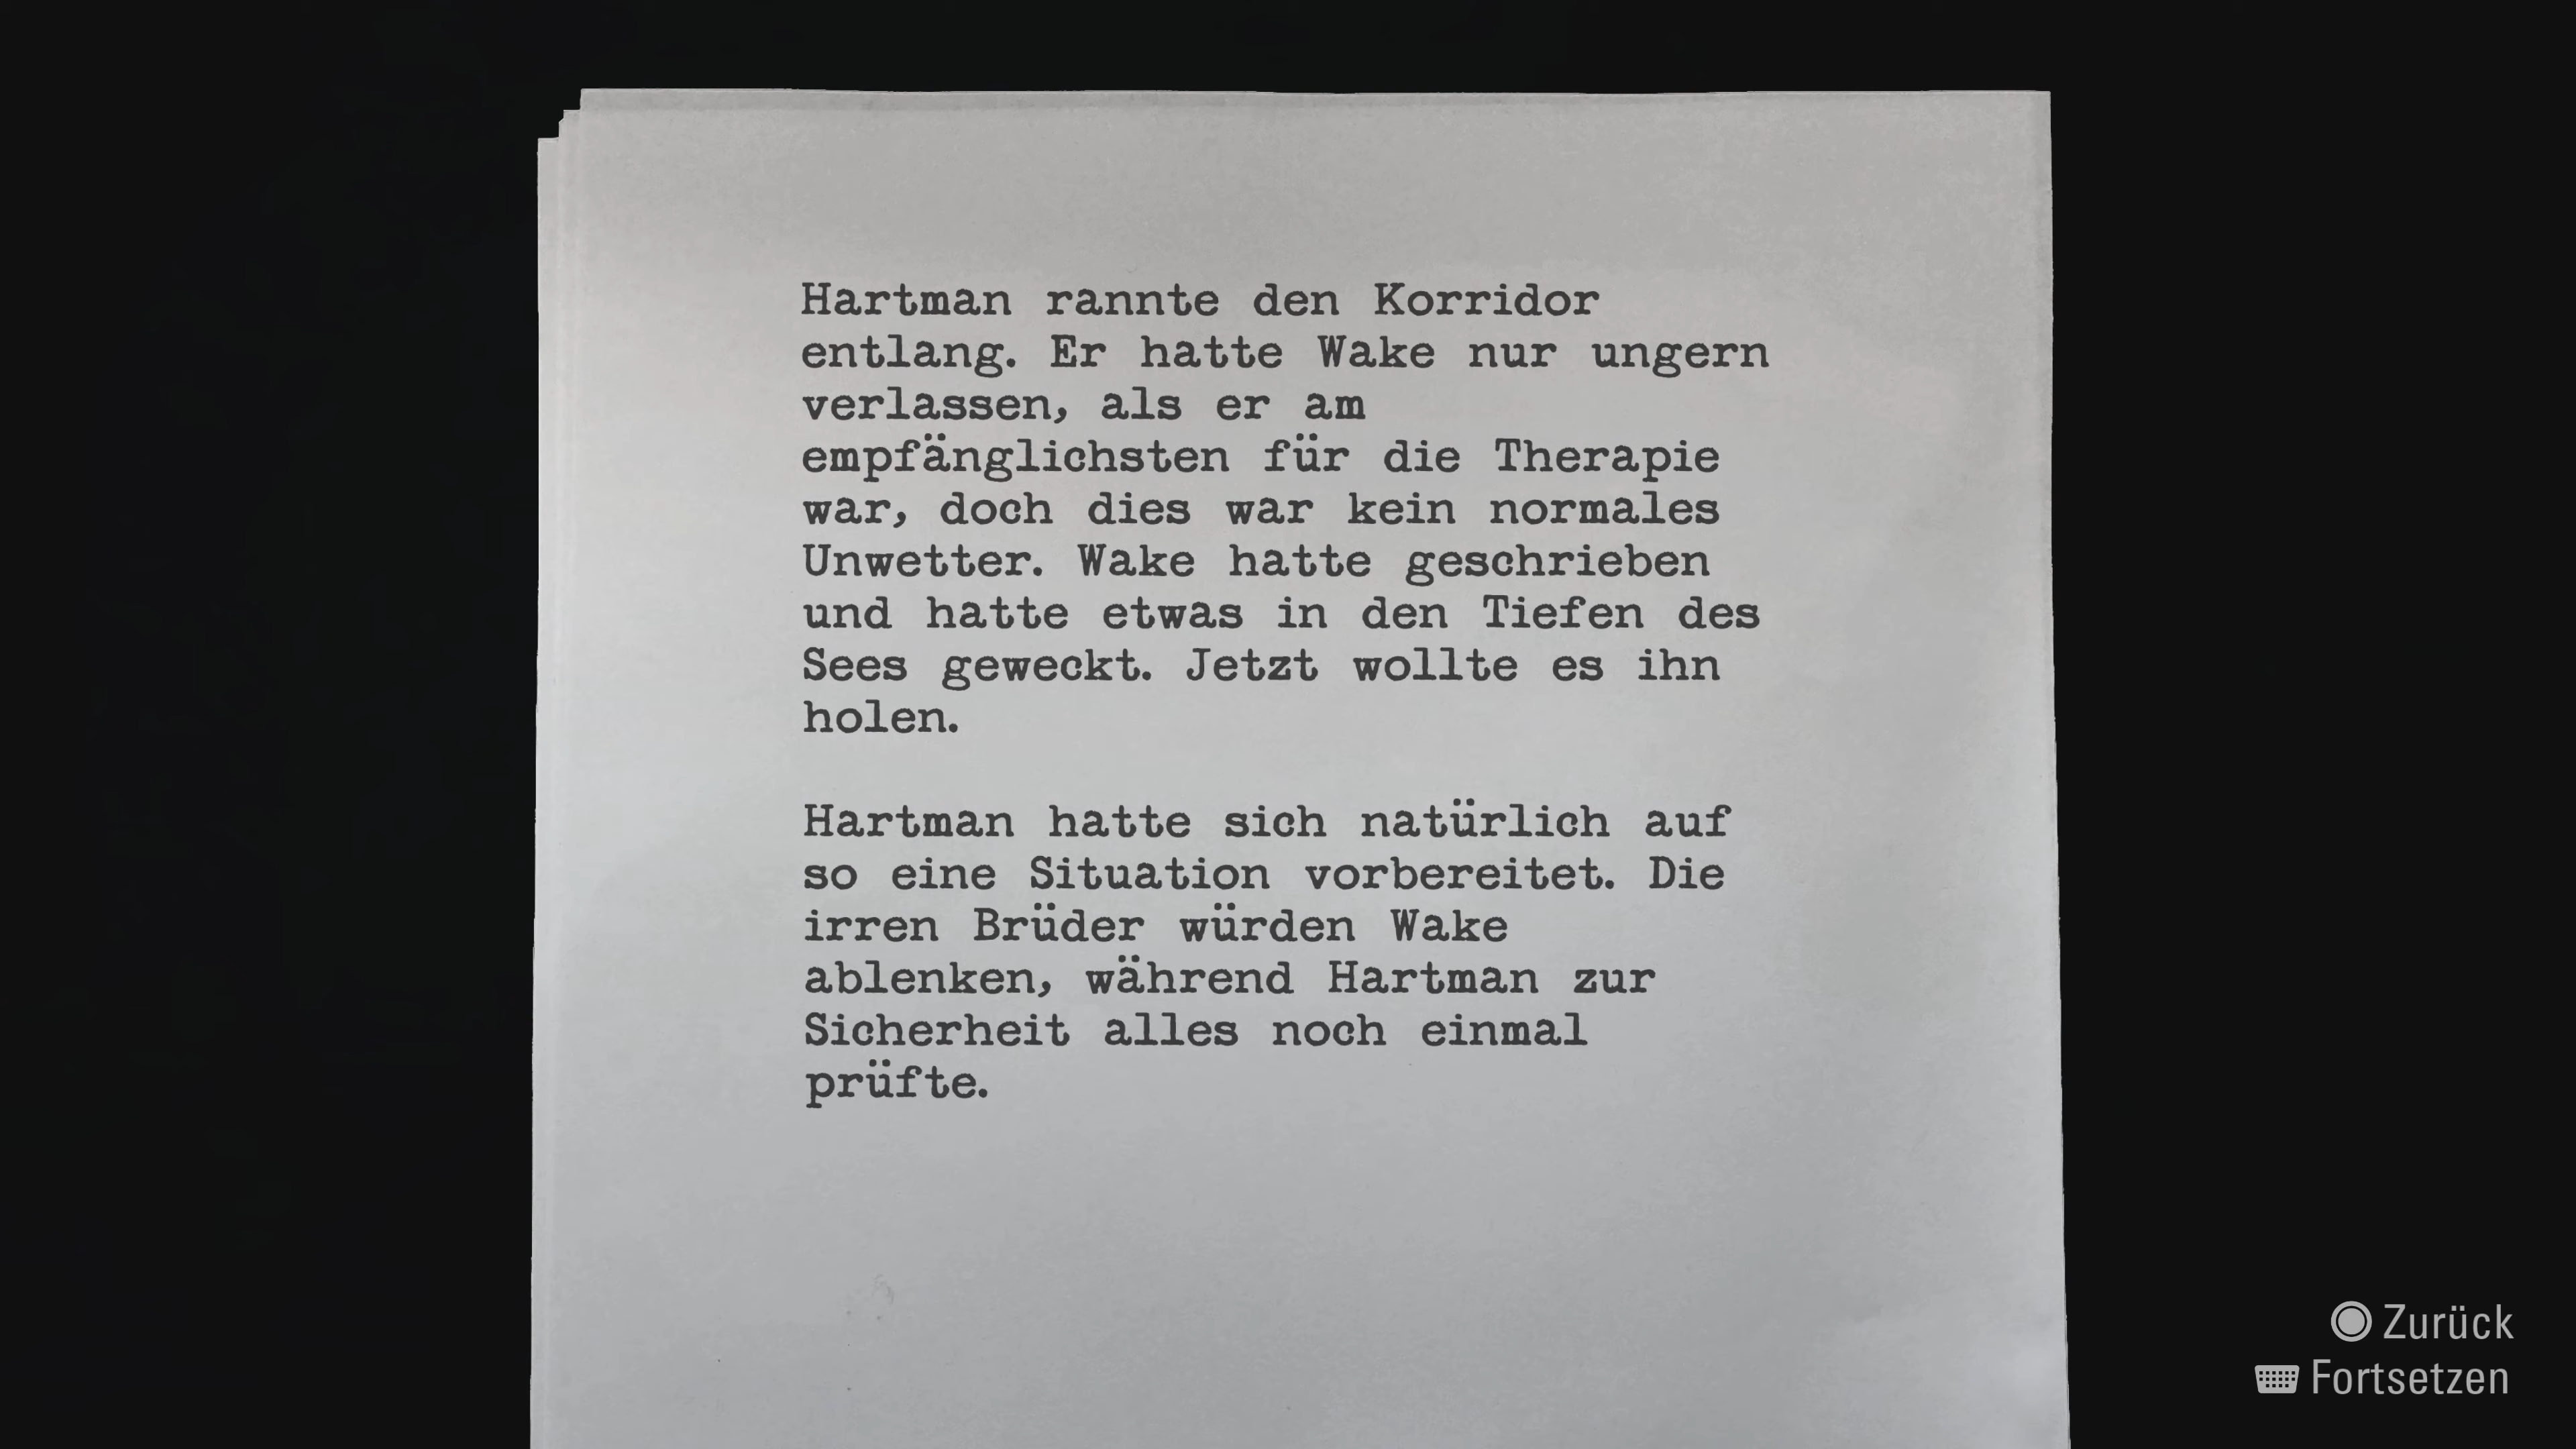 Hartman rannte den Korridor
entlang. Er hatte Wake nur ungern
verlassen, als er am
empfänglichsten für die Therapie
war, doch dies war kein normales
Unwetter. Wake hatte geschrieben
und hatte etwas in den Tiefen des
Sees geweckt. Jetzt wollte es ihn
holen.

Hartman hatte sich natürlich auf
so eine Situation vorbereitet. Die
irren Brüder würden Wake
ablenken, während Hartman zur
Sicherheit alles noch einmal
prüfte.
Zurück
Fortsetzen